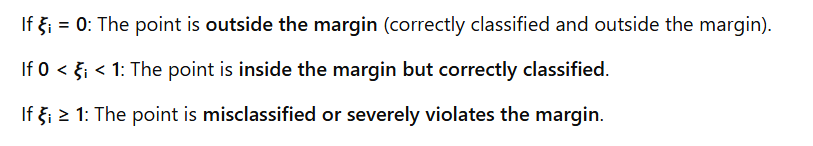 If ξᵢ = 0: The point is outside the margin (correctly classified and outside the margin).
If 0 < ξᵢ < 1: The point is inside the margin but correctly classified.
If ξᵢ ≥ 1: The point is misclassified or severely violates the margin.